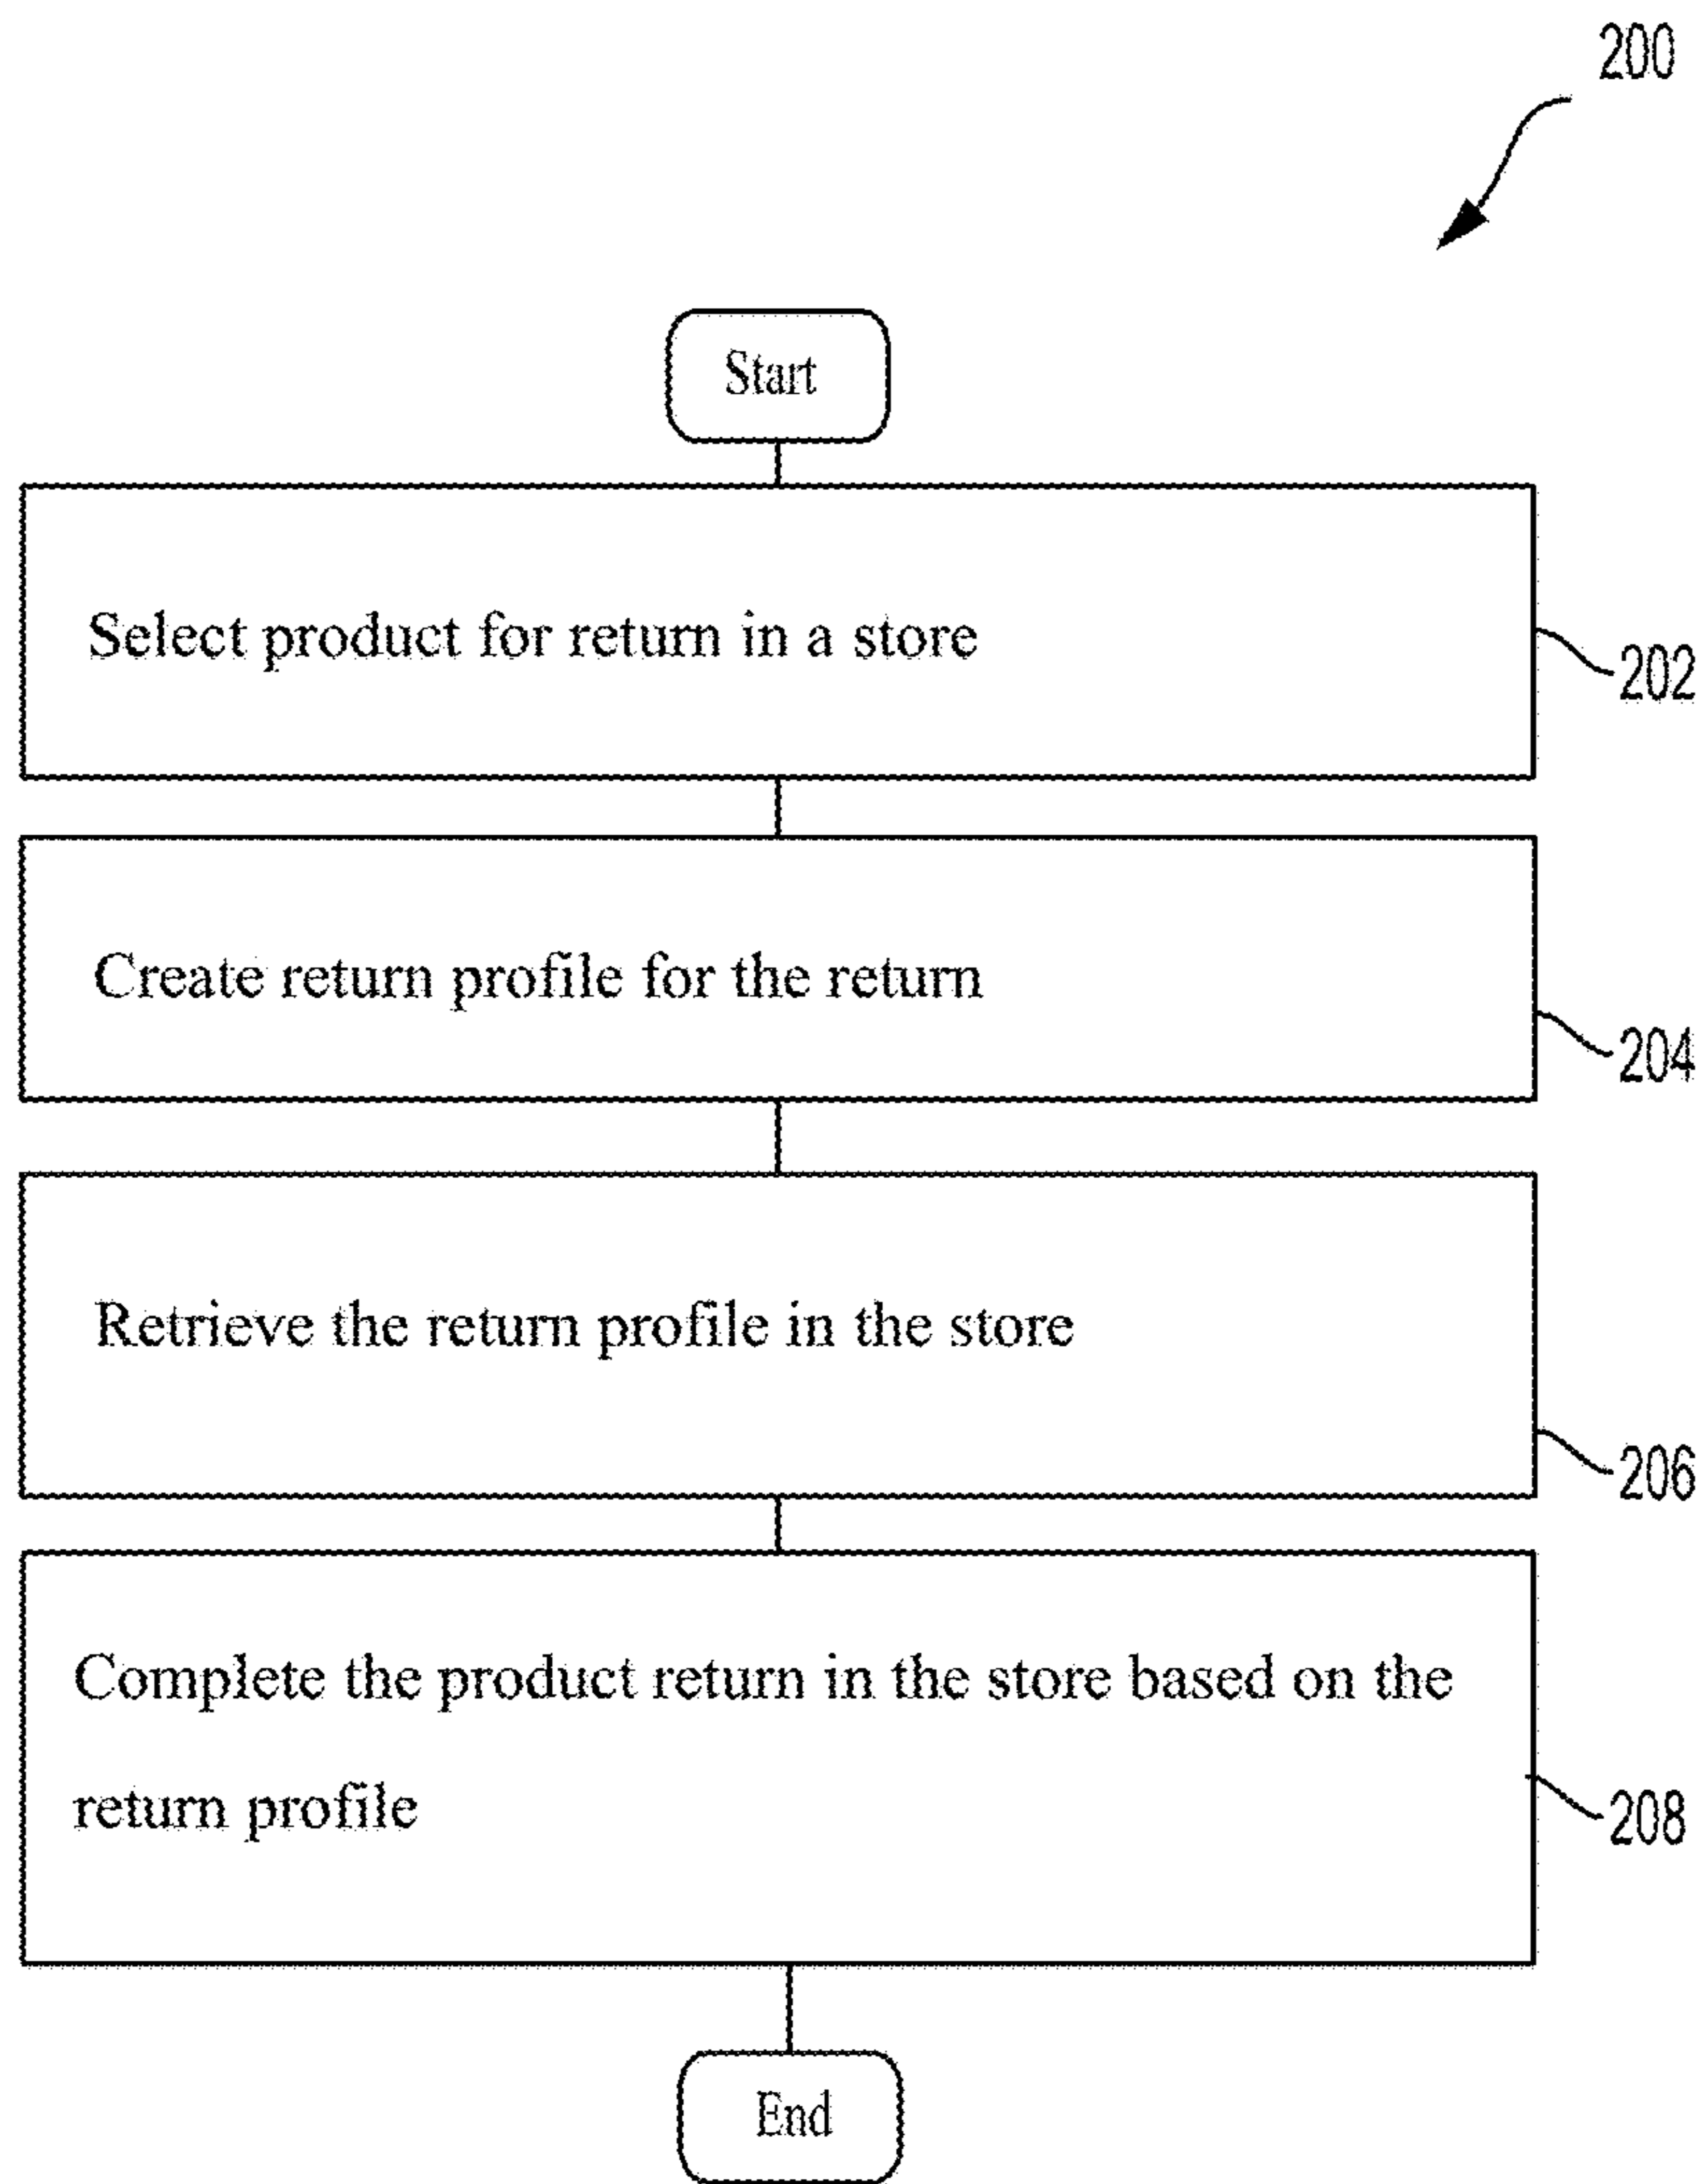 200
Start
Select product for return in a store
202
Create return profile for the return
204
Retrieve the return profile in the store
206
Complete the product return in the store based on the
return profile
208
End